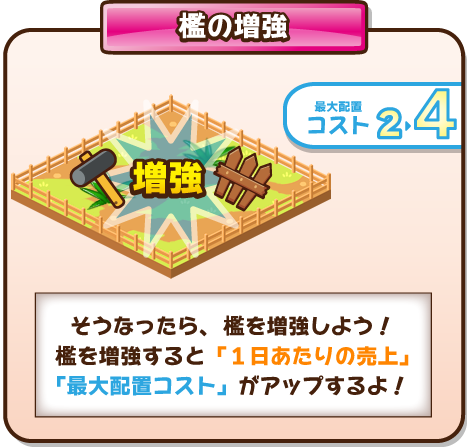 檻の増強
最大配置
コスト 2 ▶ 4
増強
そうなったら、檻を増強しよう！
檻を増強すると「１日あたりの売上」
「最大配置コスト」がアップするよ！